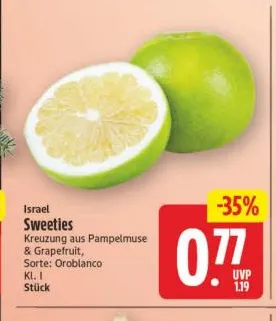 Israel
Sweeties
Kreuzung aus Pampelmuse
& Grapefruit,
Sorte: Oroblanco
Kl. I
Stück
-35%
0.77
UVP
1.19